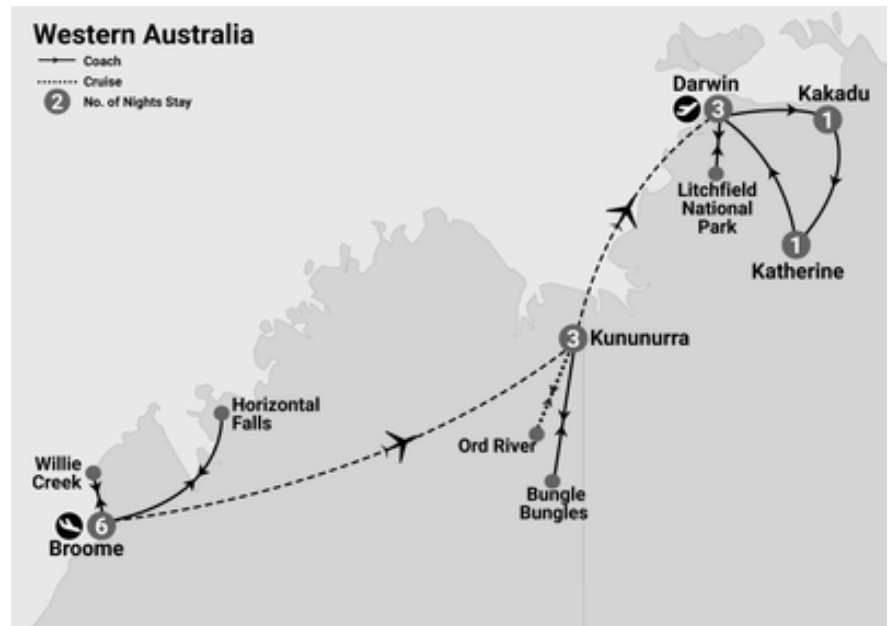 Western Australia
Coach
Cruise
2 No. of Nights Stay
Darwin
3
Kakadu
1
Litchfield
National
Park
1
Katherine
3 Kununurra
Horizontal
Falls
Ord River
Willie
Creek
Bungle
Bungles
6
Broome